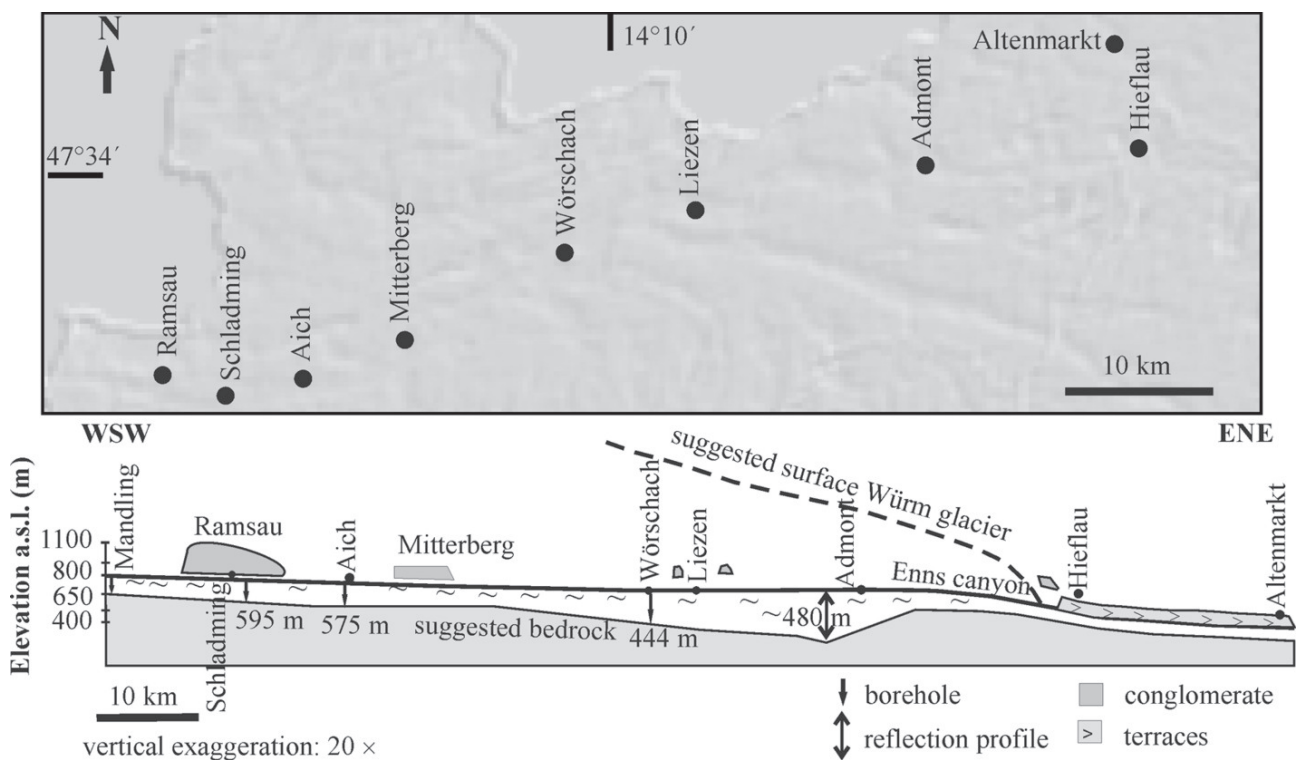 N
14°10´
Altenmarkt
47°34´
Ramsau
Schladming
Aich
Mitterberg
Wörschach
Liezen
Admont
Hieflau
10 km
WSW
ENE
Elevation a.s.l. (m)
1100
800
650
400
Mandling
Ramsau
Schladming
Aich
Mitterberg
Wörschach
Liezen
suggested surface Würm glacier
Admont
Enns canyon
Hieflau
Altenmarkt
595 m
575 m
suggested bedrock
444 m
~480 m
10 km
vertical exaggeration: 20 ×
borehole
reflection profile
conglomerate
> terraces